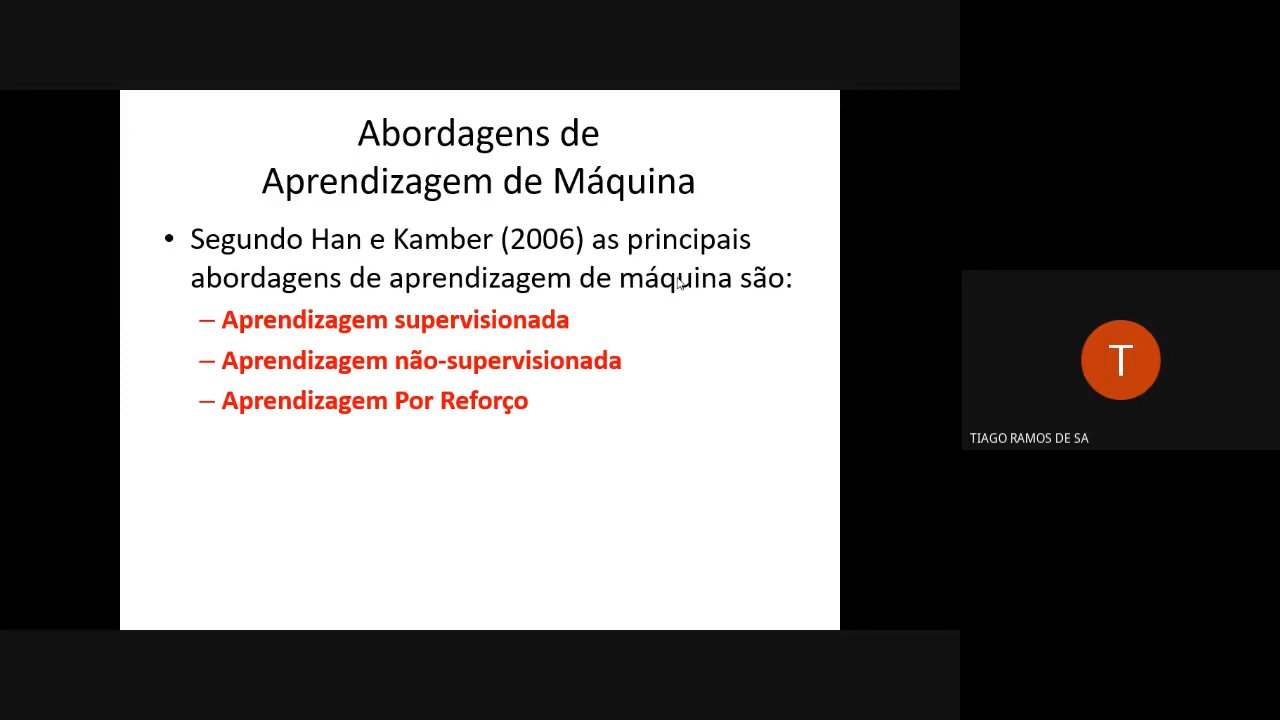 Abordagens de
Aprendizagem de Máquina
• Segundo Han e Kamber (2006) as principais
abordagens de aprendizagem de máquina são:
– Aprendizagem supervisionada
– Aprendizagem não-supervisionada
– Aprendizagem Por Reforço
T
TIAGO RAMOS DE SA